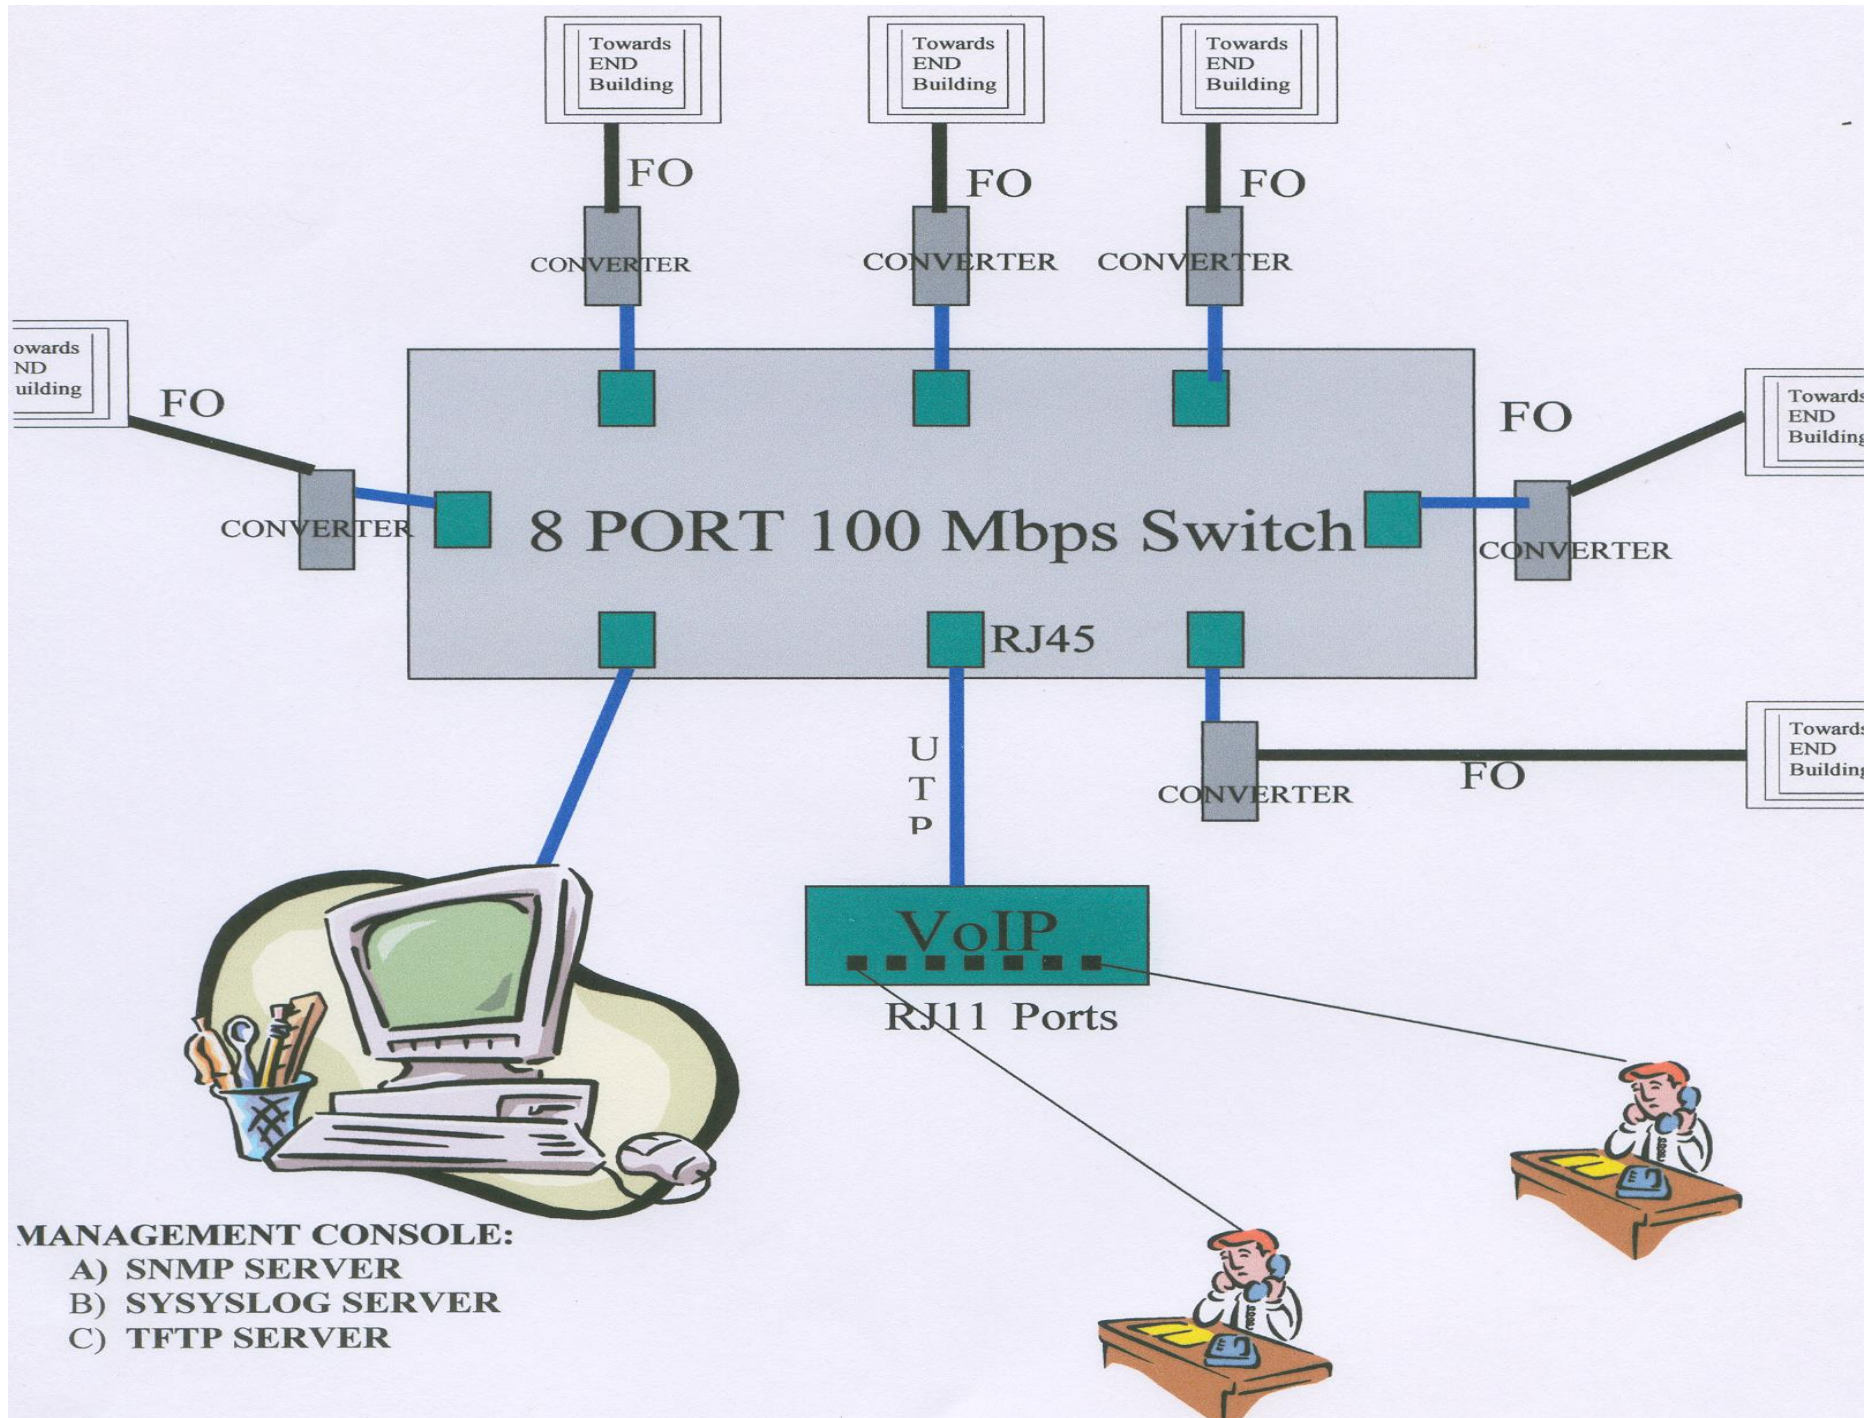 Towards
END
Building
Towards
END
Building
Towards
END
Building
FO
FO
FO
CONVERTER
CONVERTER
CONVERTER
owards
ND
uilding
FO
Towards
END
Building
FO
CONVERTER
8 PORT 100 Mbps Switch
CONVERTER
RJ45
UTP
Towards
END
Building
FO
CONVERTER
VoIP
RJ11 Ports
MANAGEMENT CONSOLE:
A) SNMP SERVER
B) SYSYSLOG SERVER
C) TFTP SERVER